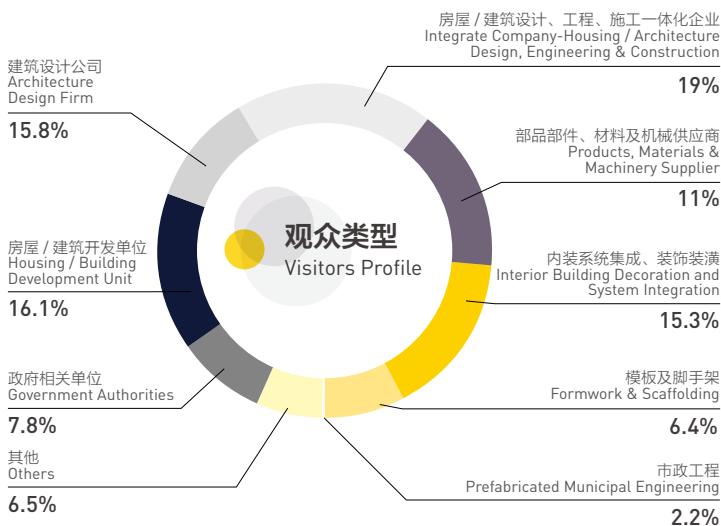 观众类型
Visitors Profile
房屋 / 建筑设计、工程、施工一体化企业
Integrate Company-Housing / Architecture
Design, Engineering & Construction
19%
部品部件、材料及机械供应商
Products, Materials &
Machinery Supplier
11%
内装系统集成、装饰装潢
Interior Building Decoration and
System Integration
15.3%
模板及脚手架
Formwork & Scaffolding
6.4%
市政工程
Prefabricated Municipal Engineering
2.2%
建筑设计公司
Architecture
Design Firm
15.8%
房屋 / 建筑开发单位
Housing / Building
Development Unit
16.1%
政府相关单位
Government Authorities
7.8%
其他
Others
6.5%